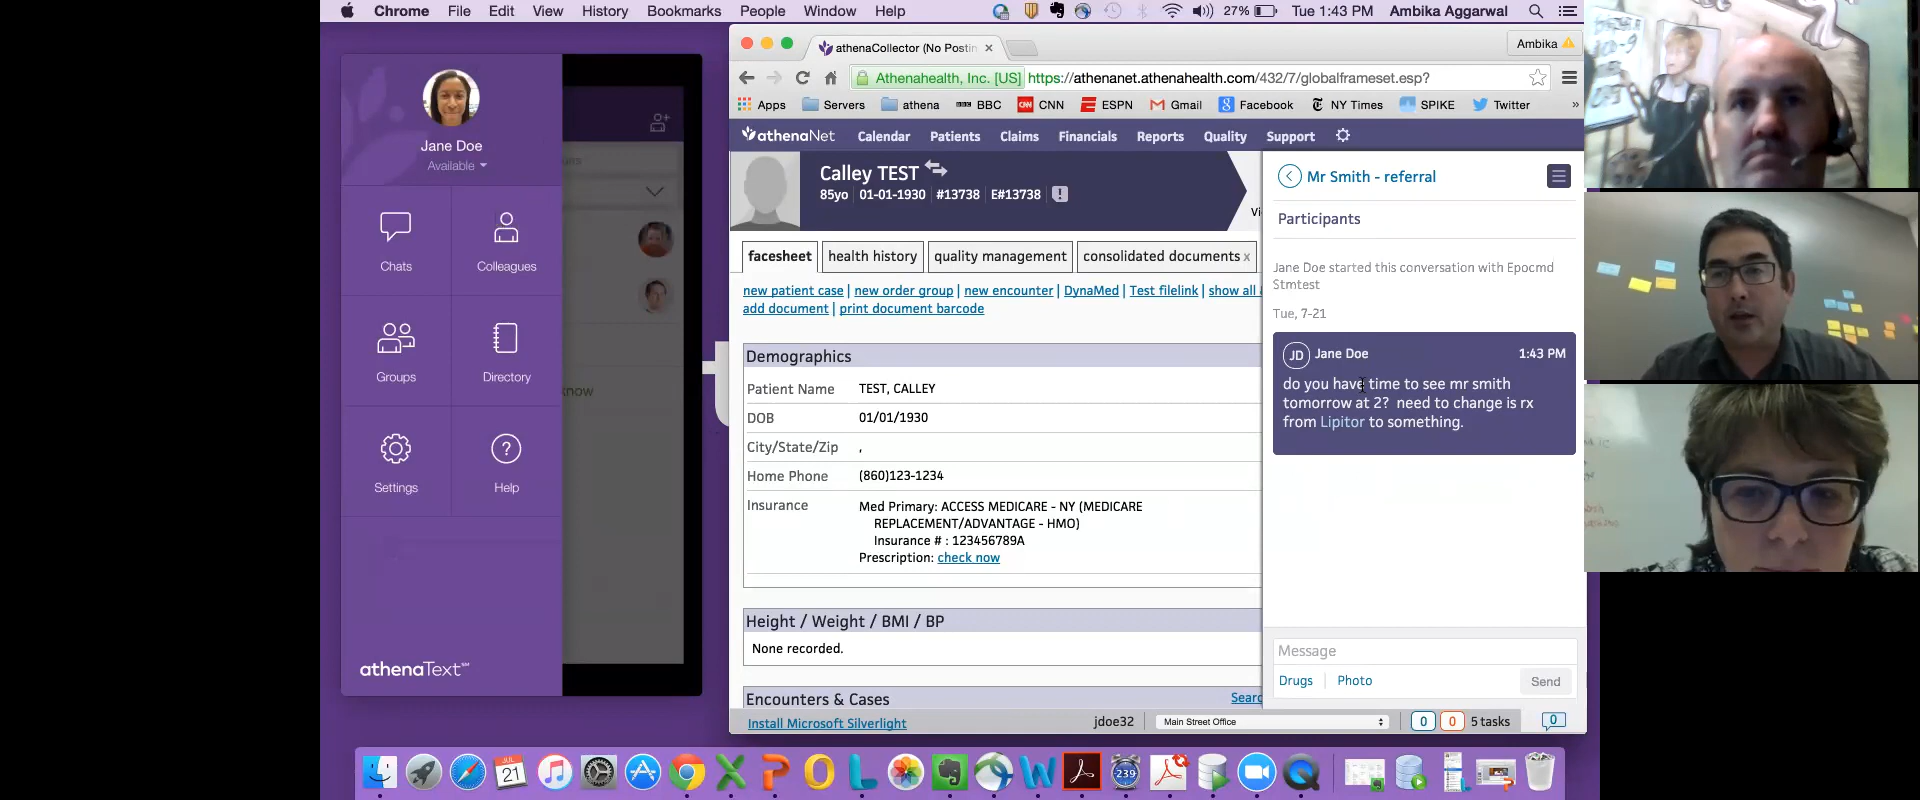 Chrome File Edit View History Bookmarks People Window Help 27% Tue 1:43 PM Ambika Aggarwal
Jane Doe
Available
Chats Colleagues
Groups Directory
Settings Help
athenaText℠
know
athenaCollector (No Postin
Ambika
Athenahealth, Inc. [US] https://athenanet.athenahealth.com/432/7/globalframeset.esp?
Apps Servers athena BBC CNN ESPN Gmail Facebook NY Times SPIKE Twitter »
athenaNet Calendar Patients Claims Financials Reports Quality Support
Calley TEST
85yo 01-01-1930 #13738 E#13738
Vi
facesheet health history quality management consolidated documents x
new patient case | new order group | new encounter | DynaMed | Test filelink | show all
add document | print document barcode
Demographics
Patient Name TEST, CALLEY
DOB 01/01/1930
City/State/Zip ,
Home Phone (860)123-1234
Insurance Med Primary: ACCESS MEDICARE - NY (MEDICARE
REPLACEMENT/ADVANTAGE - HMO)
Insurance # : 123456789A
Prescription: check now
Height / Weight / BMI / BP
None recorded.
Encounters & Cases Searc
Install Microsoft Silverlight jdoe32 Main Street Office 0 0 5 tasks 0
Mr Smith - referral
Participants
Jane Doe started this conversation with Epocmd
Stmtest
Tue, 7-21
JD Jane Doe 1:43 PM
do you have time to see mr smith
tomorrow at 2? need to change is rx
from Lipitor to something.
Message
Drugs | Photo Send
JUL
21
239